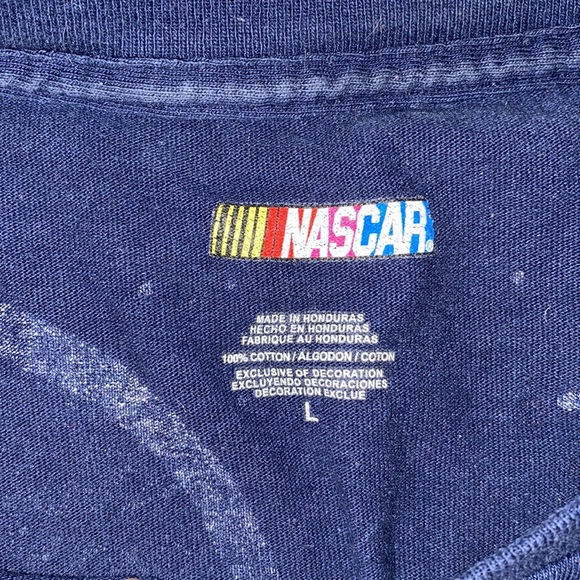 NASCAR®
MADE IN HONDURAS
HECHO EN HONDURAS
FABRIQUE AU HONDURAS
100% COTTON / ALGODON / COTON
EXCLUSIVE OF DECORATION
EXCLUYENDO DECORACIONES
DECORATION EXCLUE
L